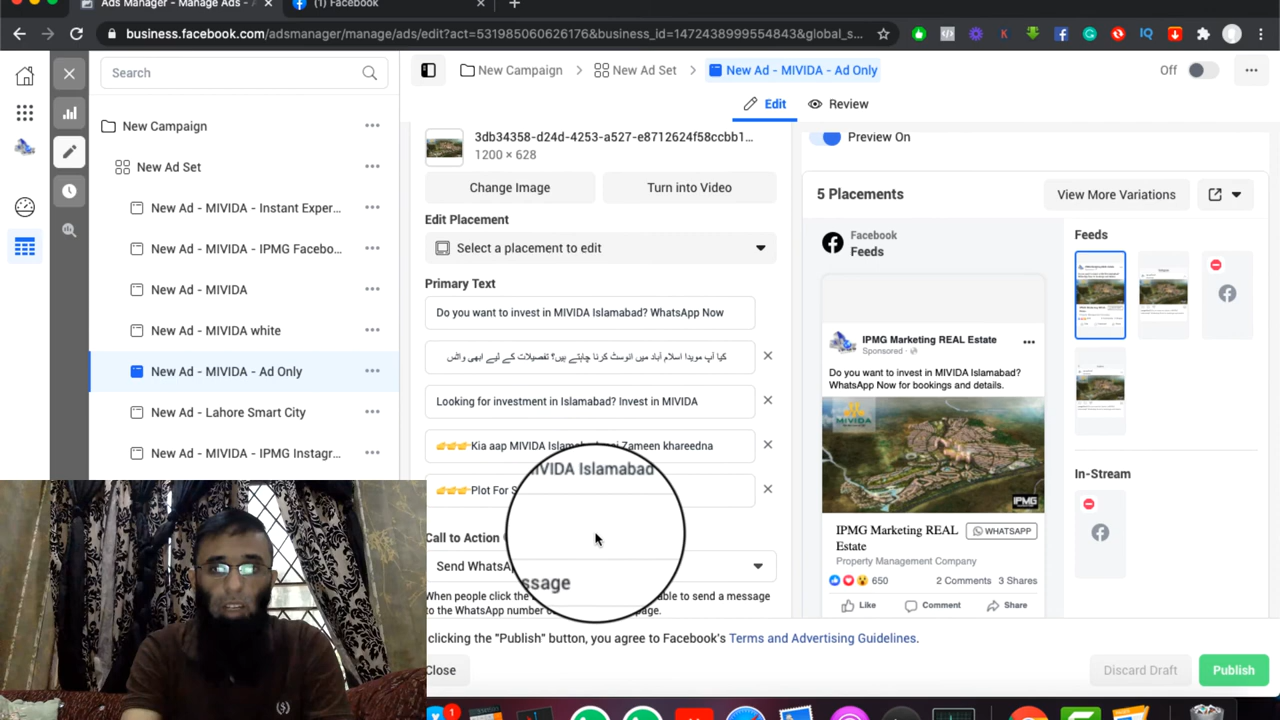 Ads Manager - Manage Ads -
(1) Facebook
business.facebook.com/adsmanager/manage/ads/edit?act=531985060626176&business_id=1472438999554843&global_s...
Search
New Campaign
New Ad Set
New Ad - MIVIDA - Ad Only
Off
Edit
Review
New Campaign
New Ad Set
New Ad - MIVIDA - Instant Exper...
New Ad - MIVIDA - IPMG Facebo...
New Ad - MIVIDA
New Ad - MIVIDA white
New Ad - MIVIDA - Ad Only
New Ad - Lahore Smart City
New Ad - MIVIDA - IPMG Instagr...
3db34358-d24d-4253-a527-e8712624f58ccbb1...
1200 × 628
Change Image
Turn into Video
Edit Placement
Select a placement to edit
Primary Text
Do you want to invest in MIVIDA Islamabad? WhatsApp Now
کیا آپ مویدا اسلام آباد میں انوسٹ کرنا چاہتے ہیں؟ تفصیلات کے لیے ابھی واٹس
Looking for investment in Islamabad? Invest in MIVIDA
👉👉👉Kia aap MIVIDA Zameen khareedna
IVIDA Islamabad
👉👉👉Plot For
Call to Action
Send WhatsA
ssage
When people click the able to send a message
to the WhatsApp number page.
Preview On
5 Placements
View More Variations
Facebook
Feeds
IPMG Marketing REAL Estate
Sponsored ·
Do you want to invest in MIVIDA Islamabad?
WhatsApp Now for bookings and details.
MIVIDA
IPMG
IPMG Marketing REAL
Estate
WHATSAPP
Property Management Company
650
2 Comments 3 Shares
Like
Comment
Share
Feeds
In-Stream
clicking the "Publish" button, you agree to Facebook's Terms and Advertising Guidelines.
Close
Discard Draft
Publish
1